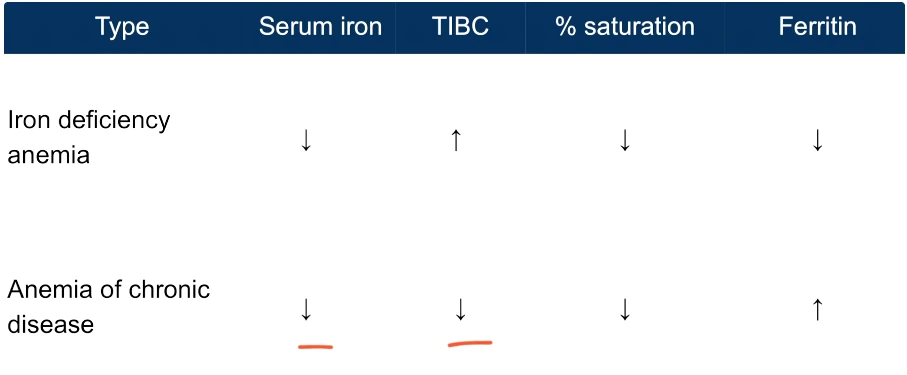 Type Serum iron TIBC % saturation Ferritin
Iron deficiency
anemia
↓ ↑ ↓ ↓
Anemia of chronic
disease
↓ ↓ ↓ ↑